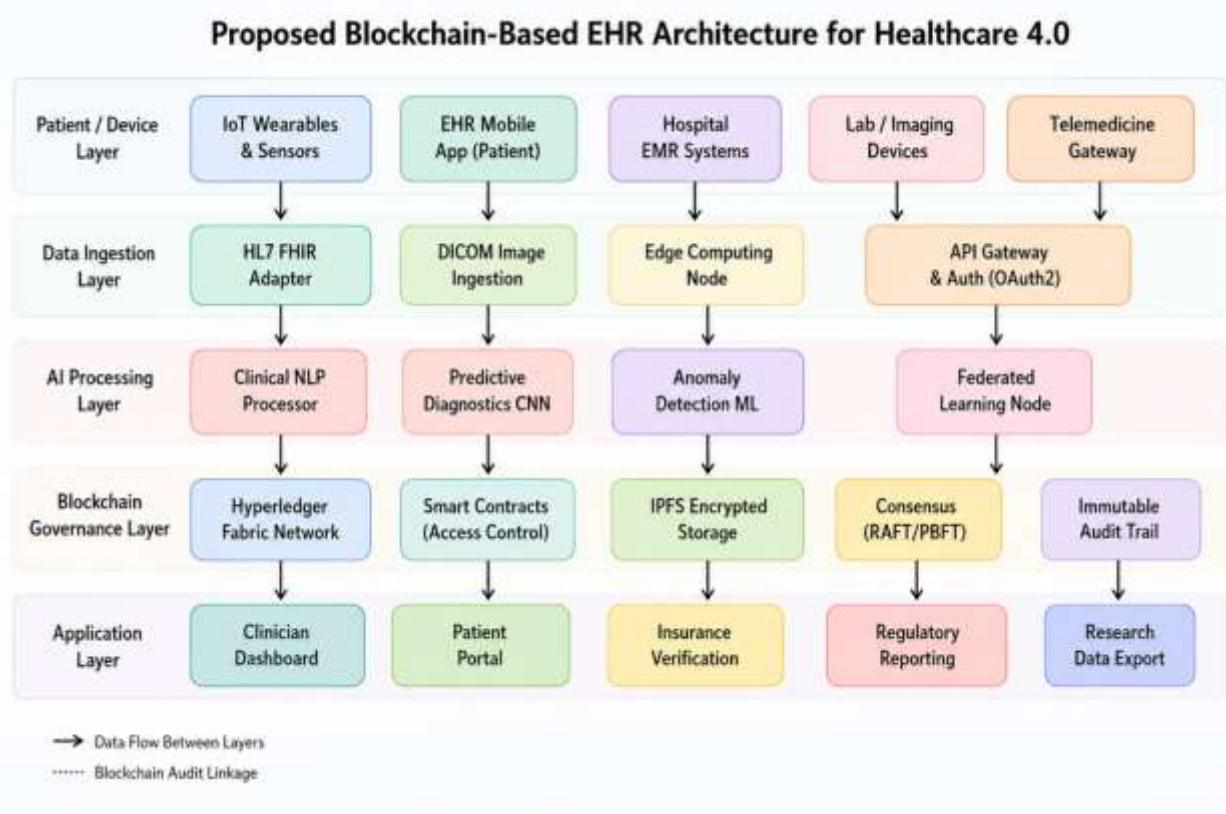 Proposed Blockchain-Based EHR Architecture for Healthcare 4.0
Patient / Device
Layer
IoT Wearables
& Sensors
EHR Mobile
App (Patient)
Hospital
EMR Systems
Lab / Imaging
Devices
Telemedicine
Gateway
Data Ingestion
Layer
HL7 FHIR
Adapter
DICOM Image
Ingestion
Edge Computing
Node
API Gateway
& Auth (OAuth2)
AI Processing
Layer
Clinical NLP
Processor
Predictive
Diagnostics CNN
Anomaly
Detection ML
Federated
Learning Node
Blockchain
Governance Layer
Hyperledger
Fabric Network
Smart Contracts
(Access Control)
IPFS Encrypted
Storage
Consensus
(RAFT/PBFT)
Immutable
Audit Trail
Application
Layer
Clinician
Dashboard
Patient
Portal
Insurance
Verification
Regulatory
Reporting
Research
Data Export
Data Flow Between Layers
Blockchain Audit Linkage